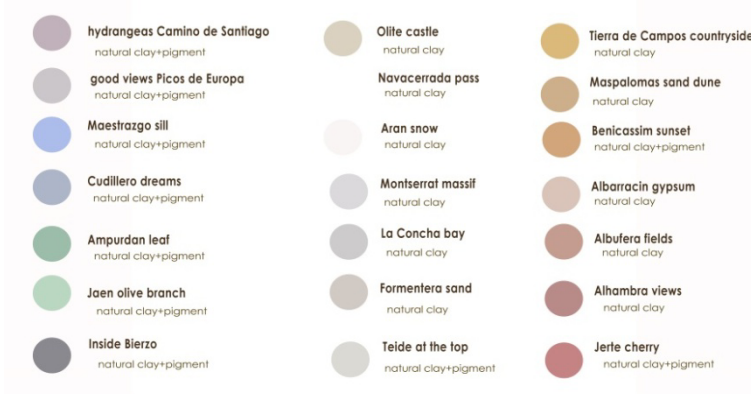 hydrangeas Camino de Santiago
natural clay+pigment
good views Picos de Europa
natural clay+pigment
Maestrazgo sill
natural clay+pigment
Cudillero dreams
natural clay+pigment
Ampurdan leaf
natural clay+pigment
Jaen olive branch
natural clay+pigment
Inside Bierzo
natural clay+pigment
Olite castle
natural clay
Navacerrada pass
natural clay
Aran snow
natural clay
Montserrat massif
natural clay
La Concha bay
natural clay
Formentera sand
natural clay
Teide at the top
natural clay+pigment
Tierra de Campos countryside
natural clay
Maspalomas sand dune
natural clay
Benicassim sunset
natural clay+pigment
Albarracin gypsum
natural clay
Albufera fields
natural clay
Alhambra views
natural clay
Jerte cherry
natural clay+pigment